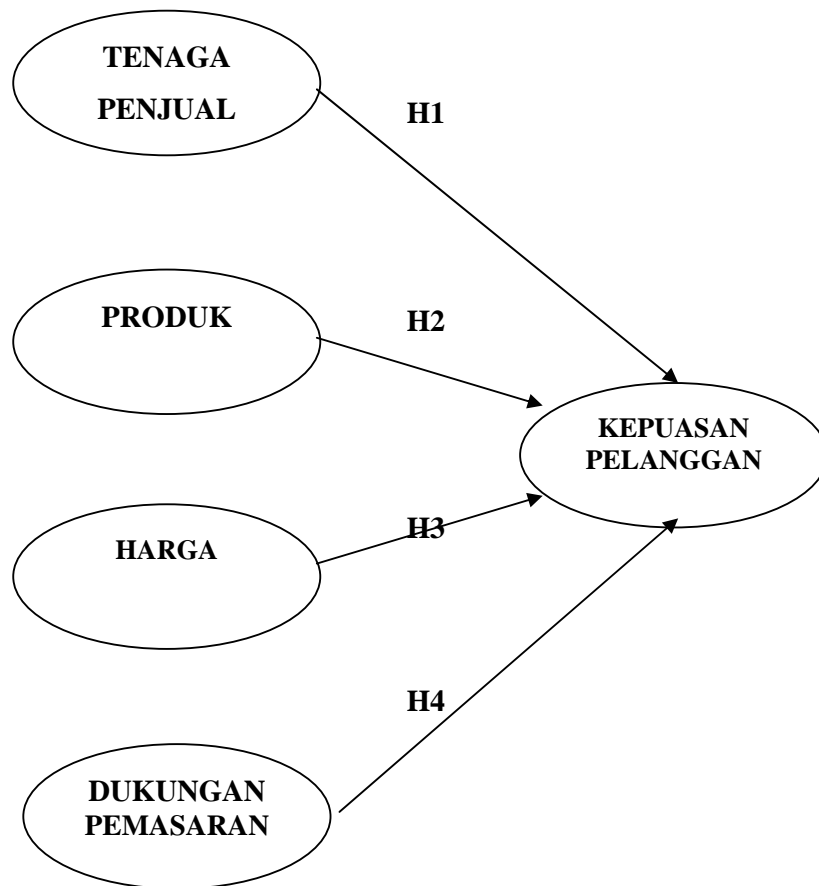 TENAGA
PENJUAL
H1
PRODUK
H2
KEPUASAN
PELANGGAN
HARGA
H3
H4
DUKUNGAN
PEMASARAN